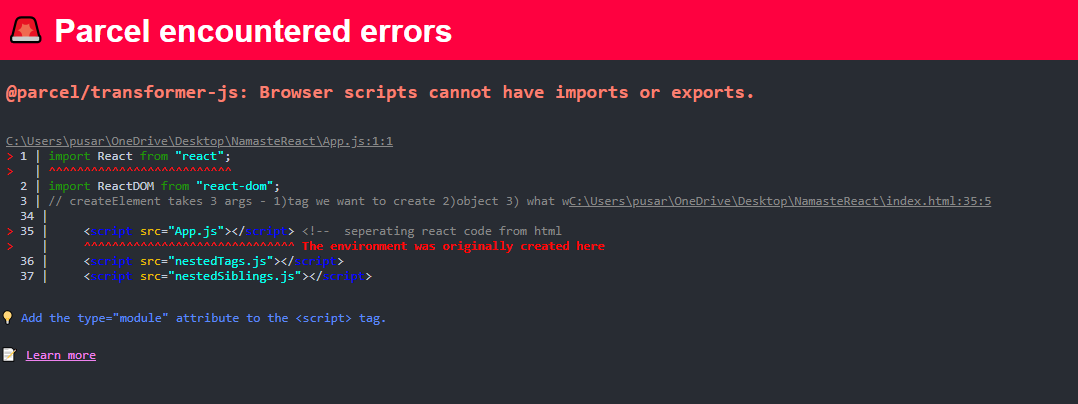 🚨 Parcel encountered errors
@parcel/transformer-js: Browser scripts cannot have imports or exports.
C:\Users\pusar\OneDrive\Desktop\NamasteReact\App.js:1:1
> 1 | import React from "react";
>   | ^^^^^^^^^^^^^^^^^^^^^^^^^^
  2 | import ReactDOM from "react-dom";
  3 | // createElement takes 3 args - 1)tag we want to create 2)object 3) what wC:\Users\pusar\OneDrive\Desktop\NamasteReact\index.html:35:5
  34 |
> 35 |     <script src="App.js"></script> <!--  seperating react code from html
>    |     ^^^^^^^^^^^^^^^^^^^^^^^^^^^^^^ The environment was originally created here
  36 |     <script src="nestedTags.js"></script>
  37 |     <script src="nestedSiblings.js"></script>
💡 Add the type="module" attribute to the <script> tag.
📝 Learn more